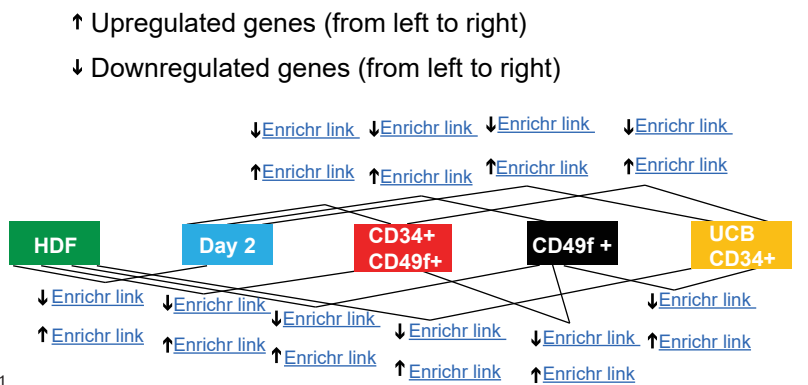 ↑ Upregulated genes (from left to right)
↓ Downregulated genes (from left to right)
↓Enrichr link ↓Enrichr link ↓Enrichr link ↓Enrichr link
↑Enrichr link ↑Enrichr link ↑Enrichr link ↑Enrichr link
HDF
Day 2
CD34+
CD49f+
CD49f +
UCB
CD34+
↓Enrichr link ↓Enrichr link ↓Enrichr link ↓Enrichr link ↓Enrichr link ↓Enrichr link
↑Enrichr link ↑Enrichr link ↑Enrichr link ↑Enrichr link ↑Enrichr link ↑Enrichr link
1